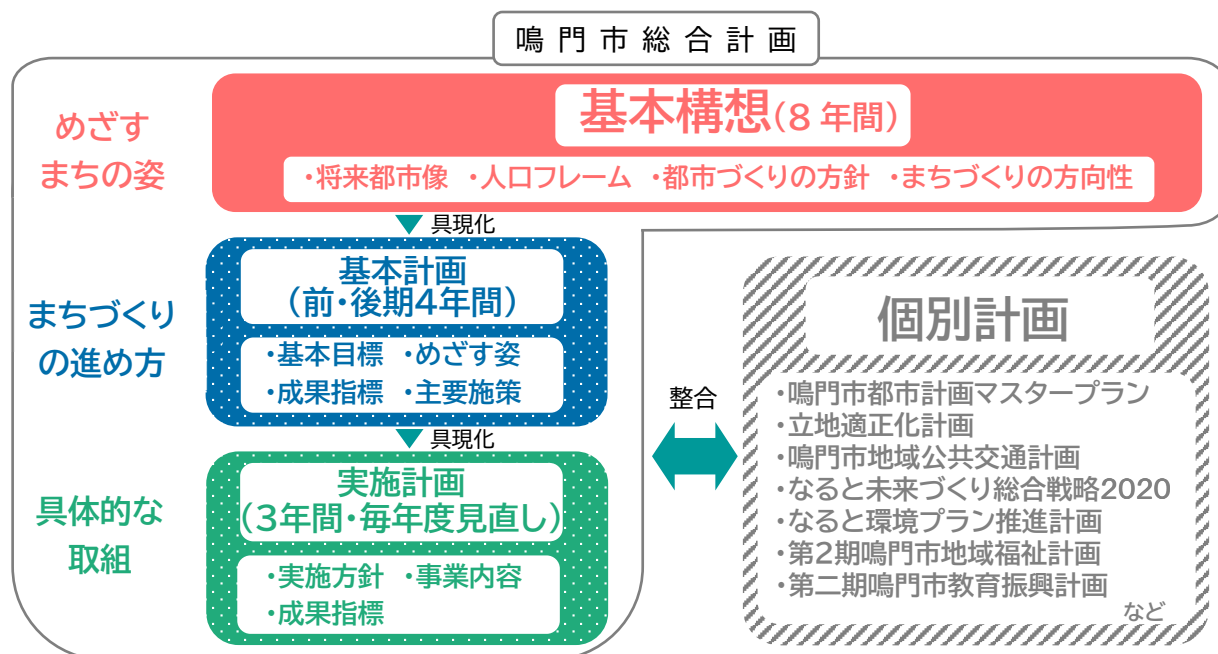 鳴門市総合計画
めざす
まちの姿
基本構想(8年間)
・将来都市像 ・人口フレーム ・都市づくりの方針 ・まちづくりの方向性
具現化
まちづくり
の進め方
基本計画
(前・後期4年間)
・基本目標 ・めざす姿
・成果指標 ・主要施策
具現化
具体的な
取組
実施計画
(3年間・毎年度見直し)
・実施方針 ・事業内容
・成果指標
整合
個別計画
・鳴門市都市計画マスタープラン
・立地適正化計画
・鳴門市地域公共交通計画
・なると未来づくり総合戦略2020
・なると環境プラン推進計画
・第2期鳴門市地域福祉計画
・第二期鳴門市教育振興計画
など